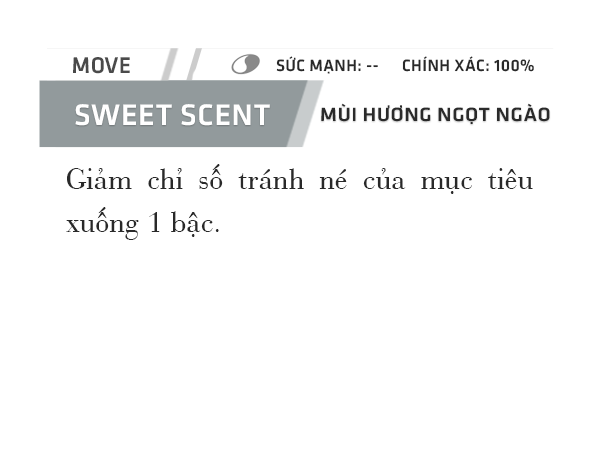 MOVE SỨC MẠNH: -- CHÍNH XÁC: 100%
SWEET SCENT MÙI HƯƠNG NGỌT NGÀO
Giảm chỉ số tránh né của mục tiêu
xuống 1 bậc.